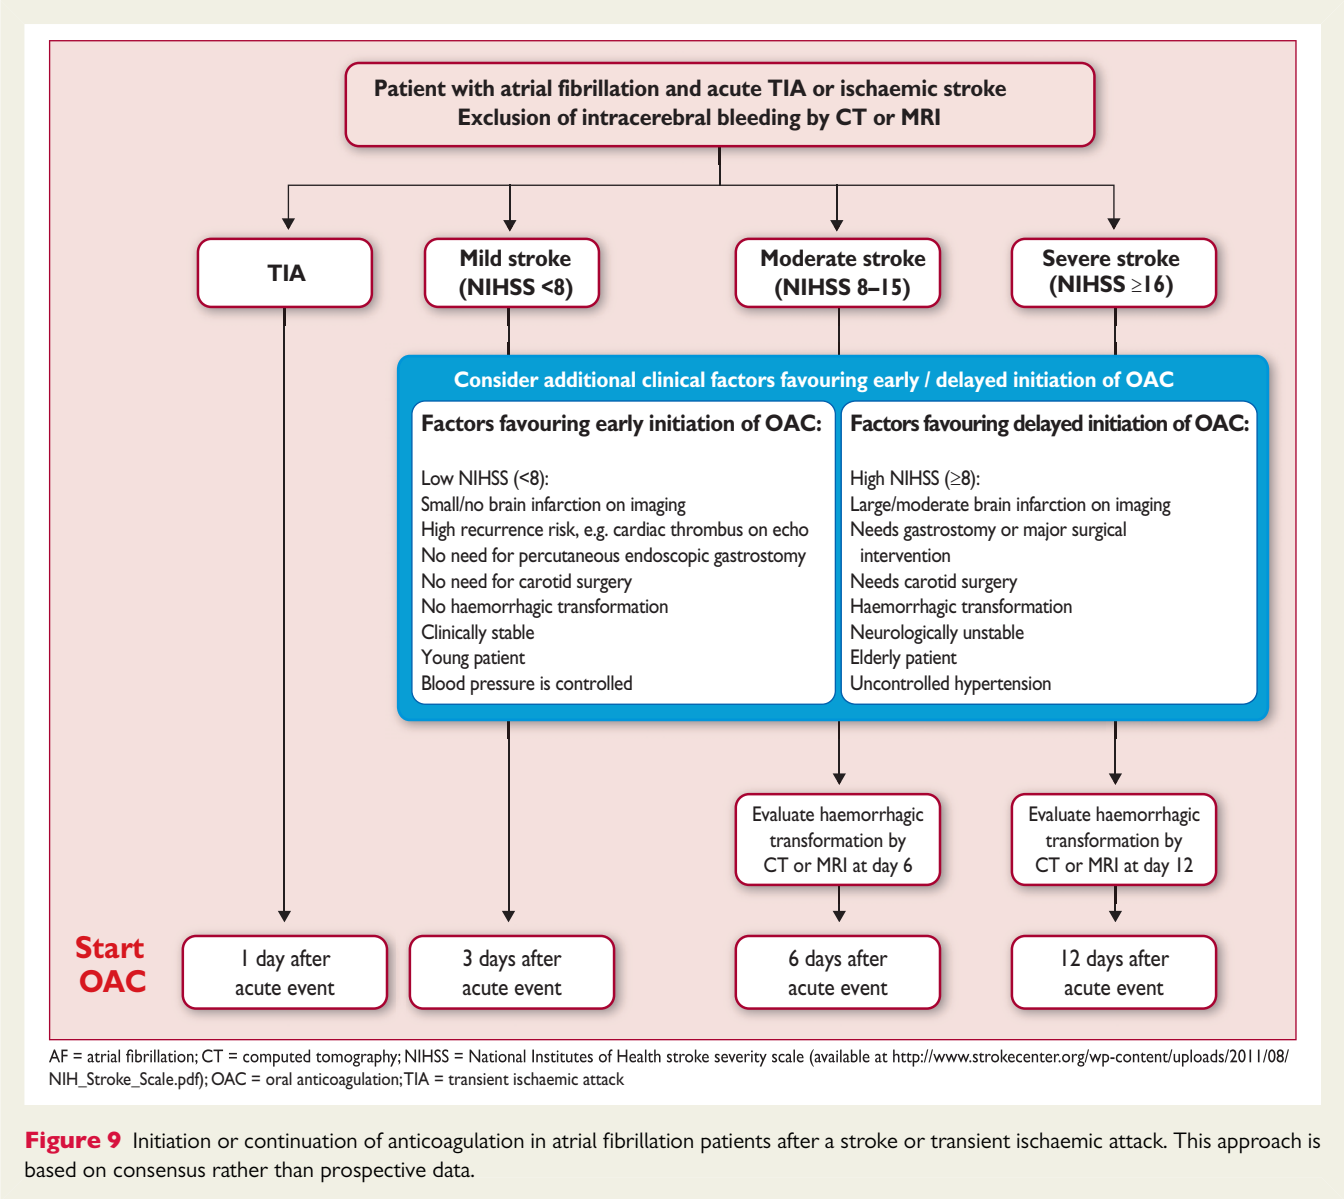 Patient with atrial fibrillation and acute TIA or ischaemic stroke
Exclusion of intracerebral bleeding by CT or MRI
TIA
Mild stroke
(NIHSS <8)
Moderate stroke
(NIHSS 8–15)
Severe stroke
(NIHSS ≥16)
Consider additional clinical factors favouring early / delayed initiation of OAC
Factors favouring early initiation of OAC:
Low NIHSS (<8):
Small/no brain infarction on imaging
High recurrence risk, e.g. cardiac thrombus on echo
No need for percutaneous endoscopic gastrostomy
No need for carotid surgery
No haemorrhagic transformation
Clinically stable
Young patient
Blood pressure is controlled
Factors favouring delayed initiation of OAC:
High NIHSS (≥8):
Large/moderate brain infarction on imaging
Needs gastrostomy or major surgical
intervention
Needs carotid surgery
Haemorrhagic transformation
Neurologically unstable
Elderly patient
Uncontrolled hypertension
Evaluate haemorrhagic
transformation by
CT or MRI at day 6
Evaluate haemorrhagic
transformation by
CT or MRI at day 12
Start
OAC
1 day after
acute event
3 days after
acute event
6 days after
acute event
12 days after
acute event
AF = atrial fibrillation; CT = computed tomography; NIHSS = National Institutes of Health stroke severity scale (available at http://www.strokecenter.org/wp-content/uploads/2011/08/
NIH_Stroke_Scale.pdf); OAC = oral anticoagulation; TIA = transient ischaemic attack
Figure 9 Initiation or continuation of anticoagulation in atrial fibrillation patients after a stroke or transient ischaemic attack. This approach is
based on consensus rather than prospective data.